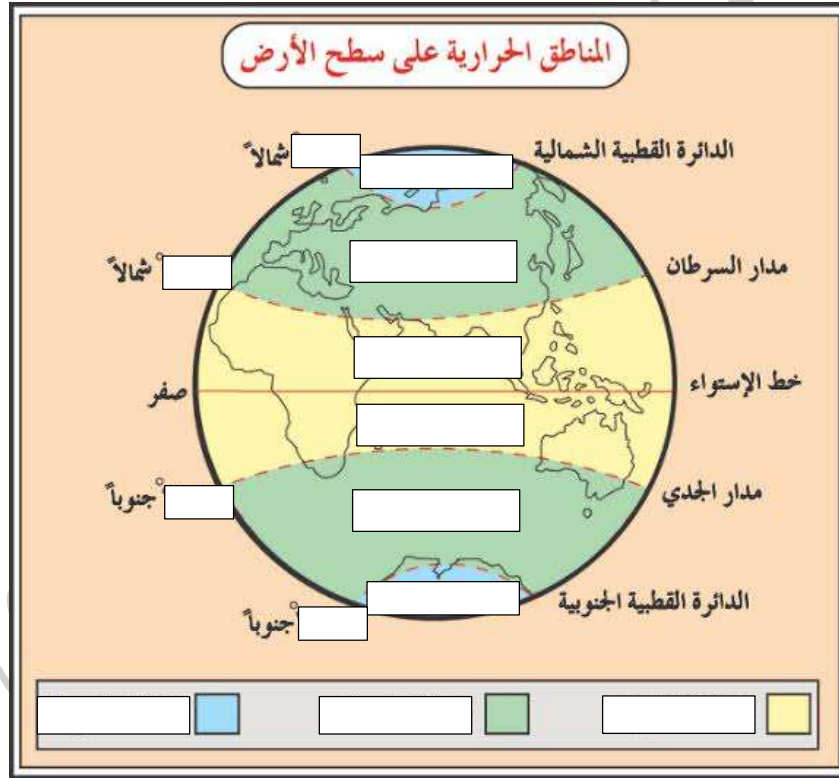 المناطق الحرارية على سطح الأرض
الدائرة القطبية الشمالية
°شمالاً
مدار السرطان
°شمالاً
خط الإستواء
صفر
مدار الجدي
°جنوباً
الدائرة القطبية الجنوبية
°جنوباً